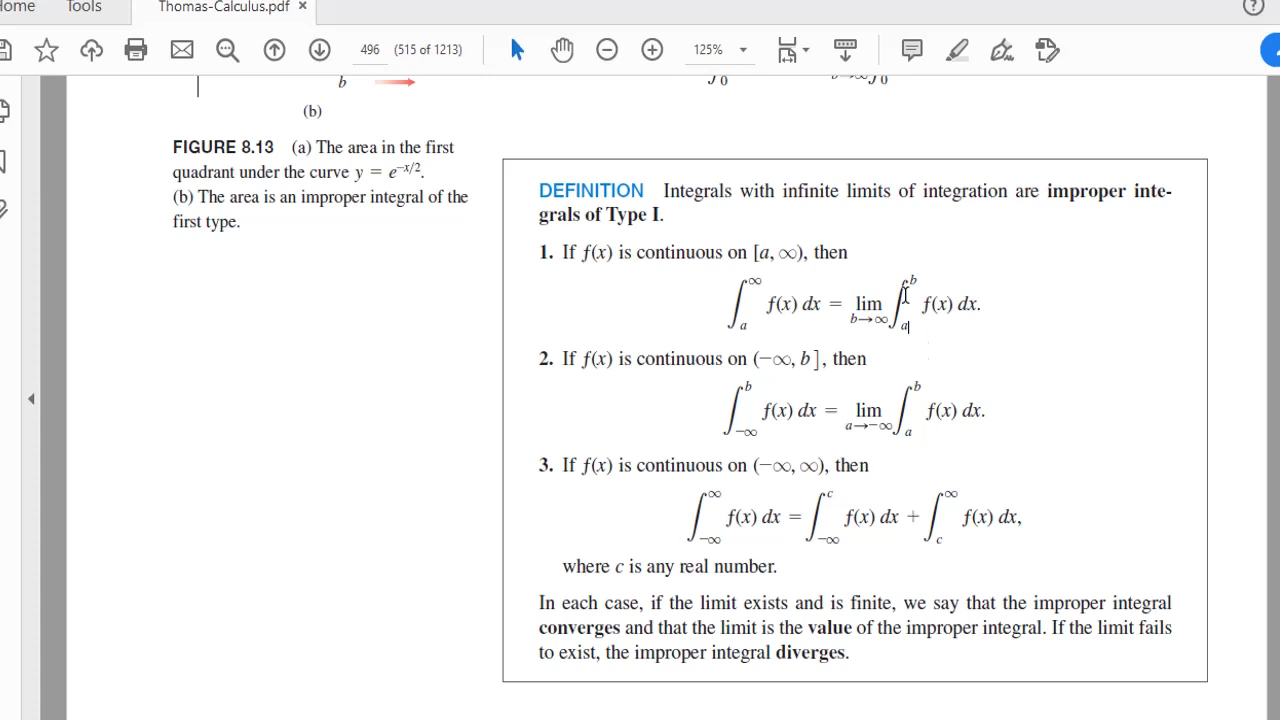 Home Tools Thomas-Calculus.pdf ×
496 (515 of 1213) 125%
b
(b)
∫0 b→∞ ∫0
FIGURE 8.13 (a) The area in the first
quadrant under the curve y = e^−x/2.
(b) The area is an improper integral of the
first type.
DEFINITION Integrals with infinite limits of integration are improper inte-
grals of Type I.
1. If f(x) is continuous on [a, ∞), then
∫_a^∞ f(x) dx = lim_{b→∞} ∫_a^b f(x) dx.
2. If f(x) is continuous on (−∞, b], then
∫_{−∞}^b f(x) dx = lim_{a→−∞} ∫_a^b f(x) dx.
3. If f(x) is continuous on (−∞, ∞), then
∫_{−∞}^∞ f(x) dx = ∫_{−∞}^c f(x) dx + ∫_c^∞ f(x) dx,
where c is any real number.
In each case, if the limit exists and is finite, we say that the improper integral
converges and that the limit is the value of the improper integral. If the limit fails
to exist, the improper integral diverges.